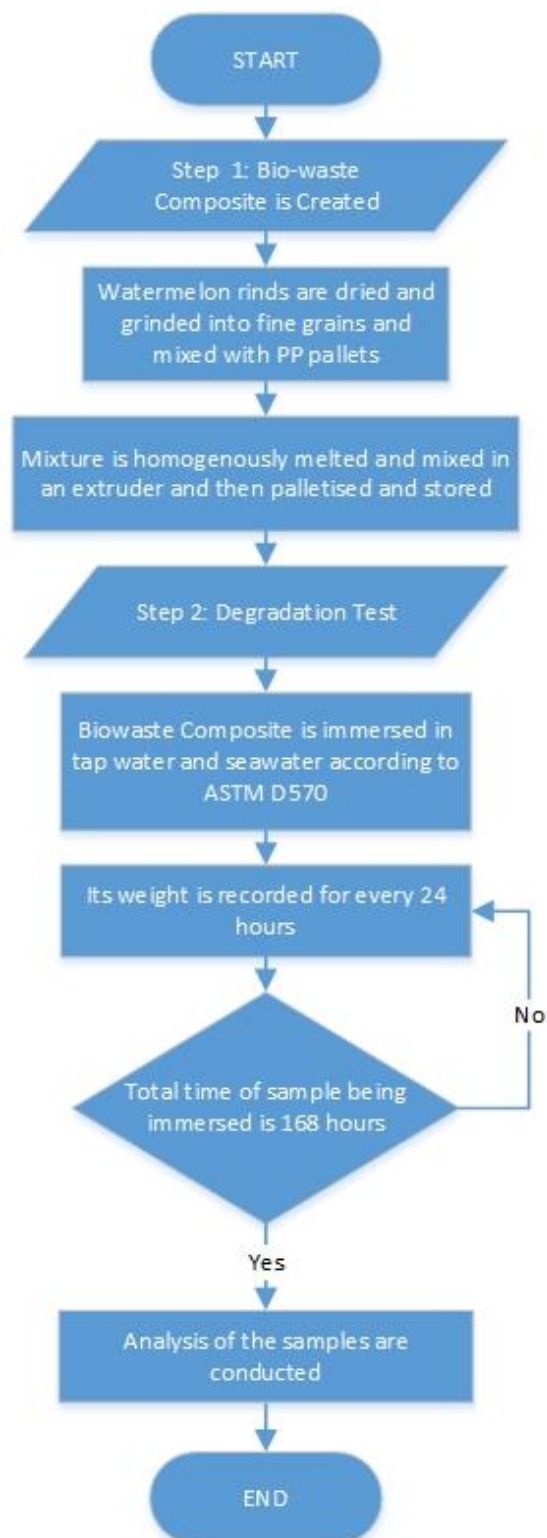 START
Step 1: Bio-waste
Composite is Created
Watermelon rinds are dried and
grinded into fine grains and
mixed with PP pallets
Mixture is homogenously melted and mixed in
an extruder and then palletised and stored
Step 2: Degradation Test
Biowaste Composite is immersed in
tap water and seawater according to
ASTM D570
Its weight is recorded for every 24
hours
No
Total time of sample being
immersed is 168 hours
Yes
Analysis of the samples are
conducted
END